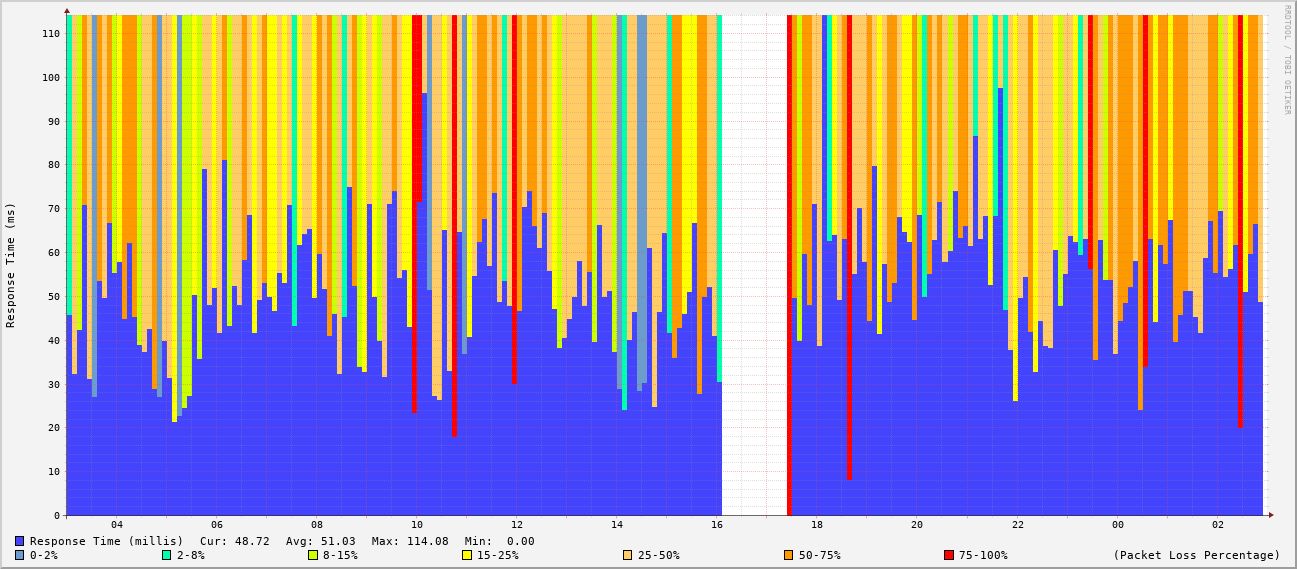 RRDTOOL / TOBI OETIKER
Response Time (ms)
110
100
90
80
70
60
50
40
30
20
10
0
04 06 08 10 12 14 16 18 20 22 00 02
Response Time (millis) Cur: 48.72 Avg: 51.03 Max: 114.08 Min: 0.00
0-2% 2-8% 8-15% 15-25% 25-50% 50-75% 75-100% (Packet Loss Percentage)